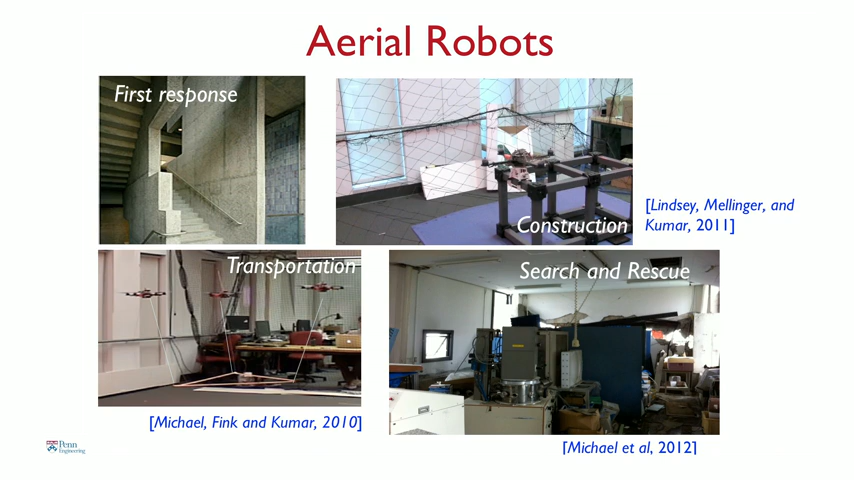 Aerial Robots
First response
Construction
[Lindsey, Mellinger, and
Kumar, 2011]
Transportation
Search and Rescue
[Michael, Fink and Kumar, 2010]
[Michael et al, 2012]
Penn
Engineering